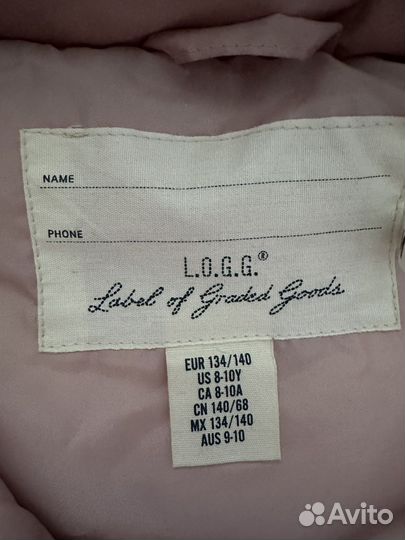 NAME
PHONE
L.O.G.G.®
Label of Graded Goods
EUR 134/140
US 8-10Y
CA 8-10A
CN 140/68
MX 134/140
AUS 9-10
Avito